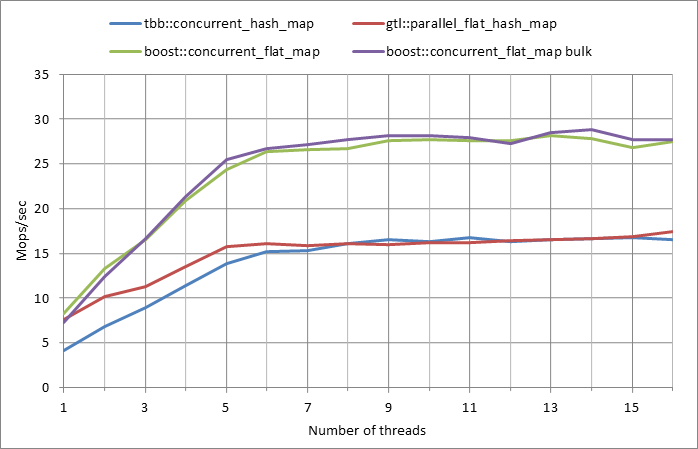 tbb::concurrent_hash_map gtl::parallel_flat_hash_map
boost::concurrent_flat_map boost::concurrent_flat_map bulk
35
30
25
20
15
10
5
0
Mops/sec
1 3 5 7 9 11 13 15
Number of threads